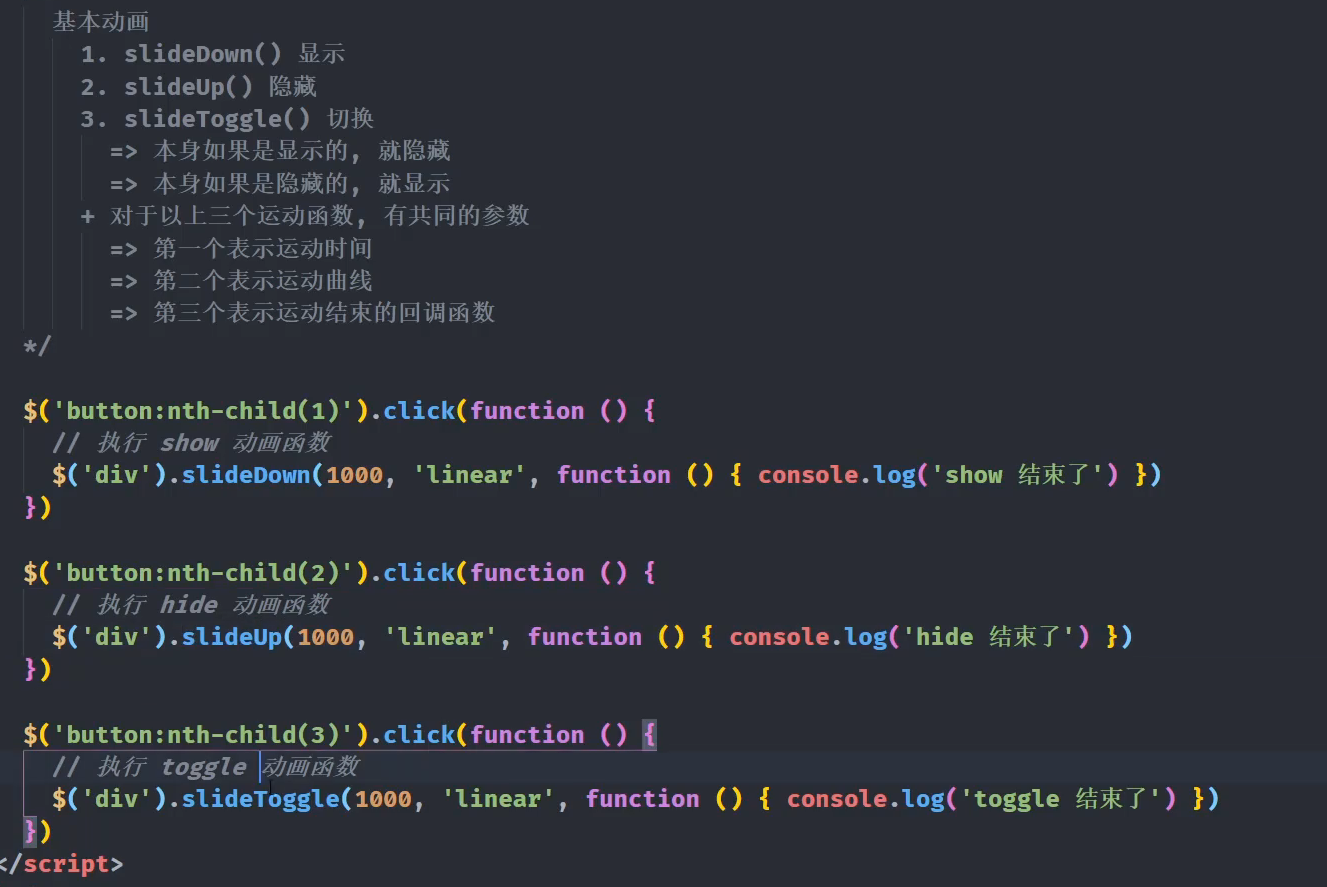 基本动画
1. slideDown() 显示
2. slideUp() 隐藏
3. slideToggle() 切换
=> 本身如果是显示的, 就隐藏
=> 本身如果是隐藏的, 就显示
+ 对于以上三个运动函数, 有共同的参数
=> 第一个表示运动时间
=> 第二个表示运动曲线
=> 第三个表示运动结束的回调函数
*/
$('button:nth-child(1)').click(function () {
// 执行 show 动画函数
$('div').slideDown(1000, 'linear', function () { console.log('show 结束了') })
})
$('button:nth-child(2)').click(function () {
// 执行 hide 动画函数
$('div').slideUp(1000, 'linear', function () { console.log('hide 结束了') })
})
$('button:nth-child(3)').click(function () {
// 执行 toggle 动画函数
$('div').slideToggle(1000, 'linear', function () { console.log('toggle 结束了') })
})
</script>